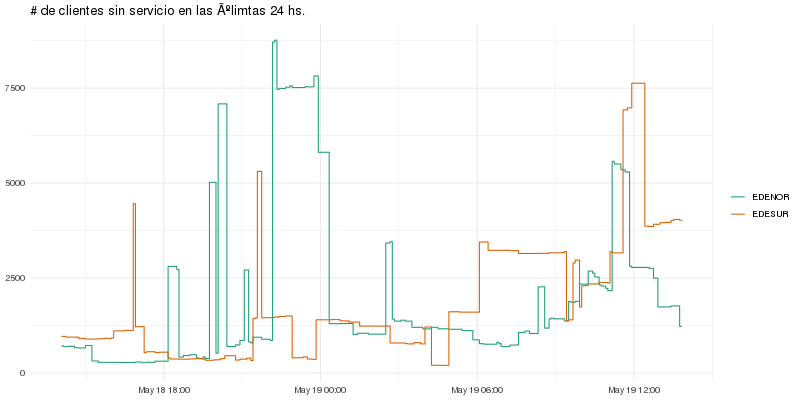 # de clientes sin servicio en las Ãºlimtas 24 hs.
7500
5000
2500
0
May 18 18:00
May 19 00:00
May 19 06:00
May 19 12:00
EDENOR
EDESUR